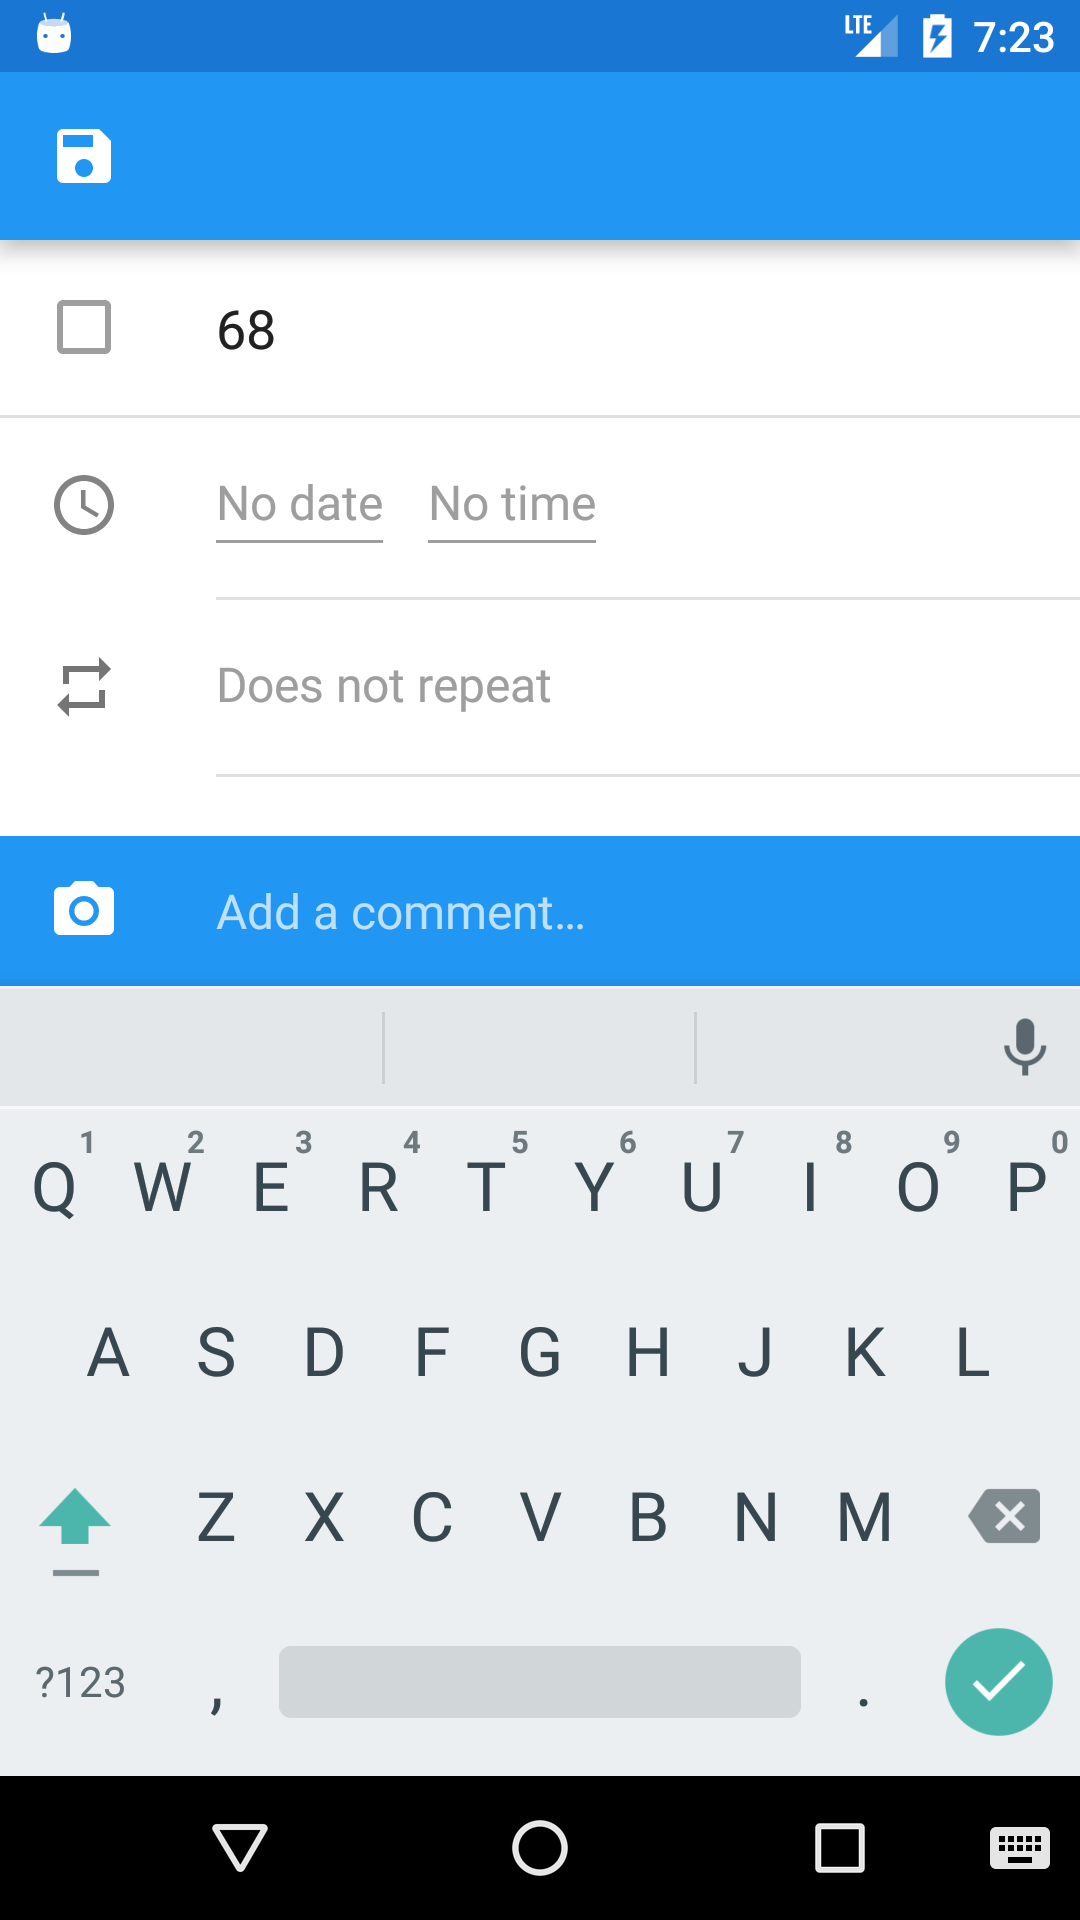 LTE 7:23
68
No date No time
Does not repeat
Add a comment...
1 2 3 4 5 6 7 8 9 0
Q W E R T Y U I O P
A S D F G H J K L
Z X C V B N M
?123 , .